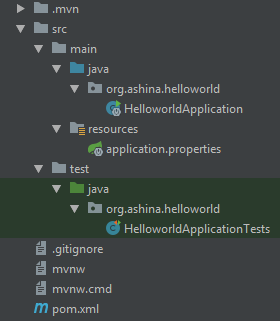 .mvn
src
main
java
org.ashina.helloworld
HelloworldApplication
resources
application.properties
test
java
org.ashina.helloworld
HelloworldApplicationTests
.gitignore
mvnw
mvnw.cmd
pom.xml